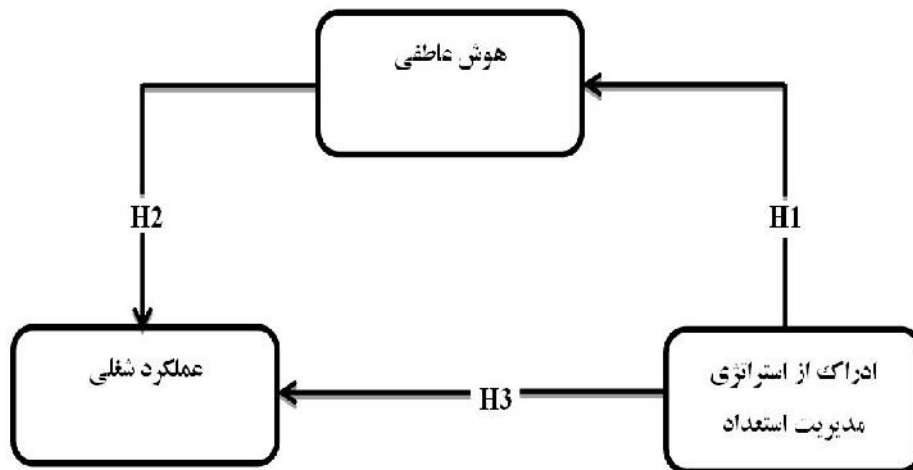 هوش عاطفی
H2
H1
عملکرد شغلی
ادراک از استراتژی
مدیریت استعداد
H3